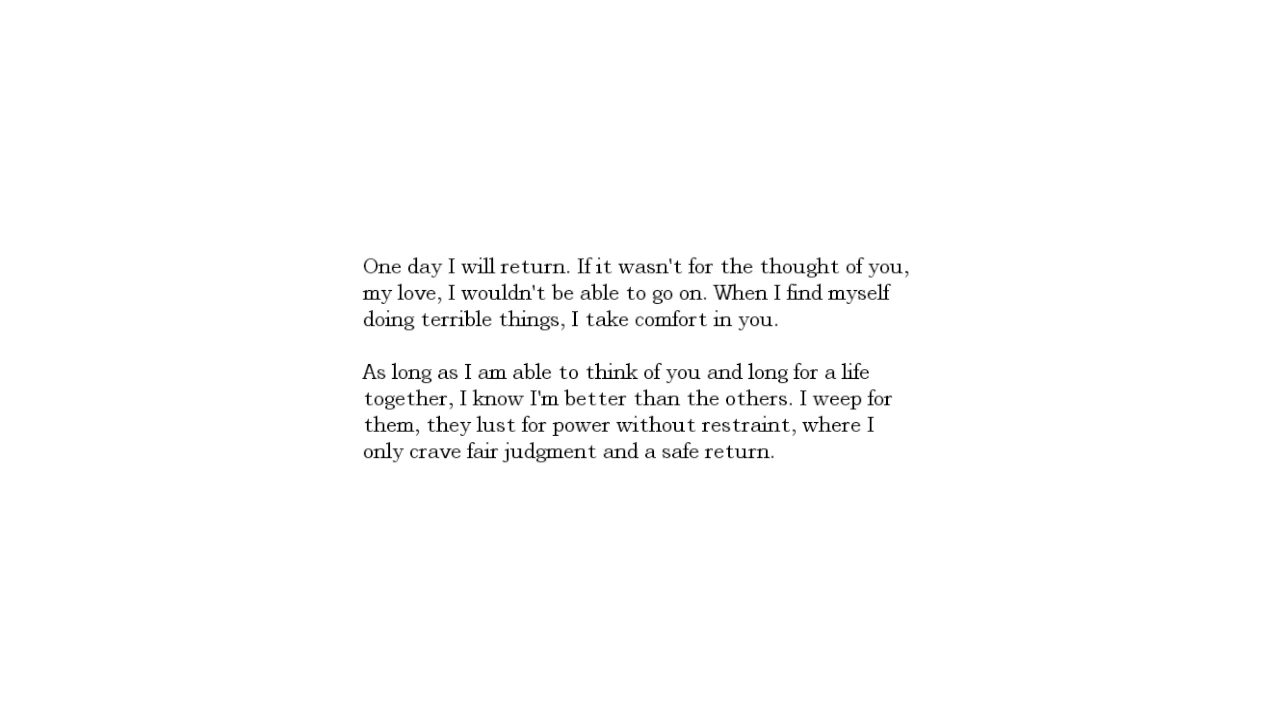 One day I will return. If it wasn't for the thought of you,
my love, I wouldn't be able to go on. When I find myself
doing terrible things, I take comfort in you.
As long as I am able to think of you and long for a life
together, I know I'm better than the others. I weep for
them, they lust for power without restraint, where I
only crave fair judgment and a safe return.